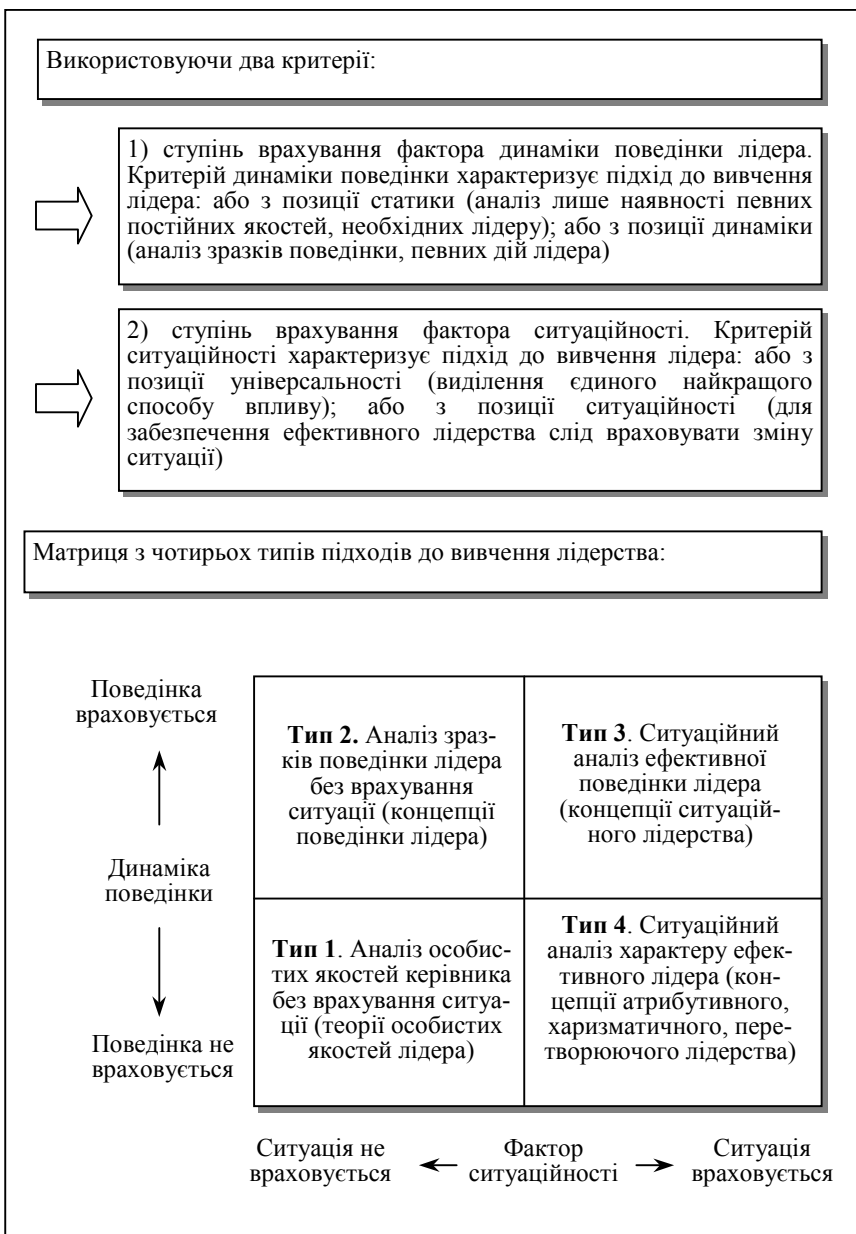 Використовуючи два критерії:
1) ступінь врахування фактора динаміки поведінки лідера.
Критерій динаміки поведінки характеризує підхід до вивчення
лідера: або з позиції статики (аналіз лише наявності певних
постійних якостей, необхідних лідеру); або з позиції динаміки
(аналіз зразків поведінки, певних дій лідера)
2) ступінь врахування фактора ситуаційності. Критерій
ситуаційності характеризує підхід до вивчення лідера: або з
позиції універсальності (виділення єдиного найкращого
способу впливу); або з позиції ситуаційності (для
забезпечення ефективного лідерства слід враховувати зміну
ситуації)
Матриця з чотирьох типів підходів до вивчення лідерства:
Поведінка
враховується
Тип 2. Аналіз зраз-
ків поведінки лідера
без врахування
ситуації (концепції
поведінки лідера)
Тип 3. Ситуаційний
аналіз ефективної
поведінки лідера
(концепції ситуацій-
ного лідерства)
Динаміка
поведінки
Тип 1. Аналіз особис-
тих якостей керівника
без врахування ситуа-
ції (теорії особистих
якостей лідера)
Тип 4. Ситуаційний
аналіз характеру ефек-
тивного лідера (кон-
цепції атрибутивного,
харизматичного, пере-
творюючого лідерства)
Поведінка не
враховується
Ситуація не
враховується
Фактор
ситуаційності
Ситуація
враховується